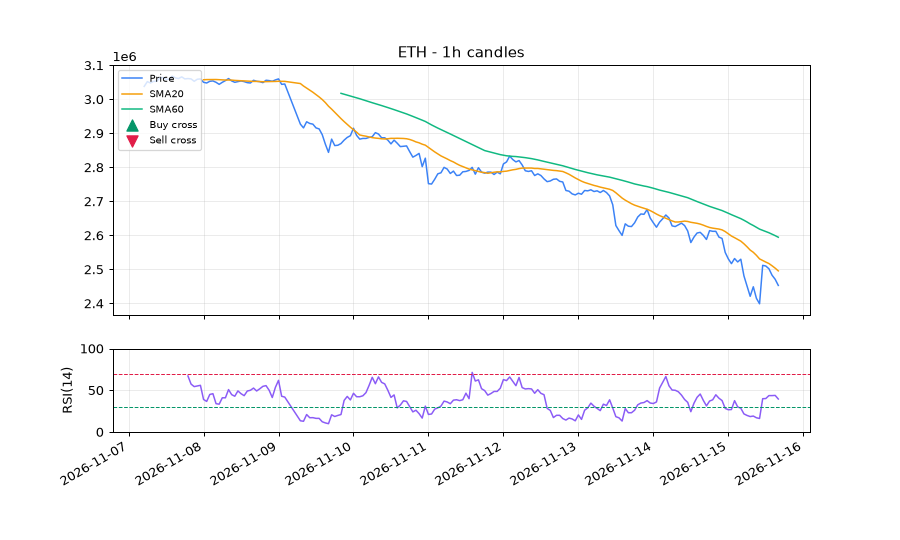 ETH - 1h candles
1e6
3.1
3.0
2.9
2.8
2.7
2.6
2.5
2.4
Price
SMA20
SMA60
Buy cross
Sell cross
RSI(14)
100
50
0
2026-11-07
2026-11-08
2026-11-09
2026-11-10
2026-11-11
2026-11-12
2026-11-13
2026-11-14
2026-11-15
2026-11-16